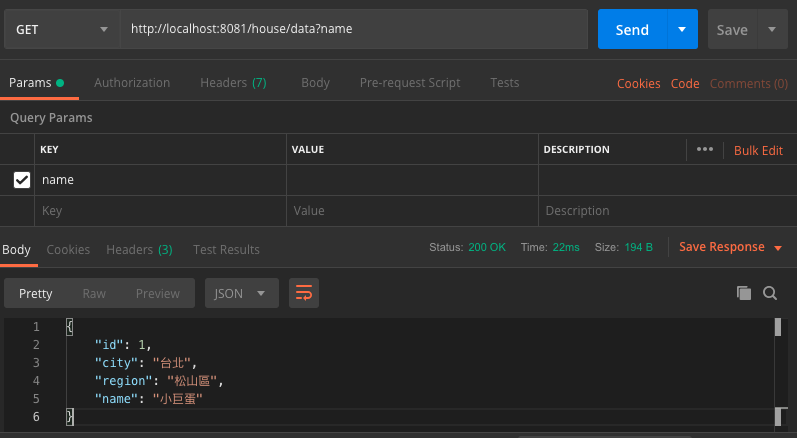 GET http://localhost:8081/house/data?name Send Save
Params Authorization Headers (7) Body Pre-request Script Tests Cookies Code Comments (0)
Query Params
KEY VALUE DESCRIPTION ••• Bulk Edit
name
Key Value Description
Body Cookies Headers (3) Test Results Status: 200 OK Time: 22ms Size: 194 B Save Response
Pretty Raw Preview JSON
1 {
2 "id": 1,
3 "city": "台北",
4 "region": "松山區",
5 "name": "小巨蛋"
6 }